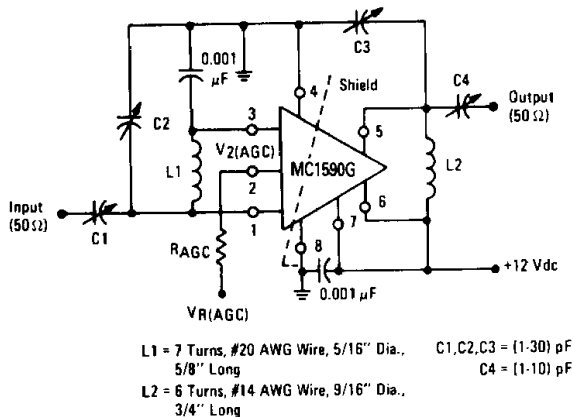 C3
0.001
μF
4
Shield
C4
Output
(50Ω)
C2
3
5
V2(AGC)
MC1590G
L1
2
L2
6
Input
(50Ω)
C1
1
7
RAGC
8
+12 Vdc
0.001 μF
VR(AGC)
L1 = 7 Turns, #20 AWG Wire, 5/16" Dia.,
5/8" Long
L2 = 6 Turns, #14 AWG Wire, 9/16" Dia.,
3/4" Long
C1,C2,C3 = (1-30) pF
C4 = (1-10) pF